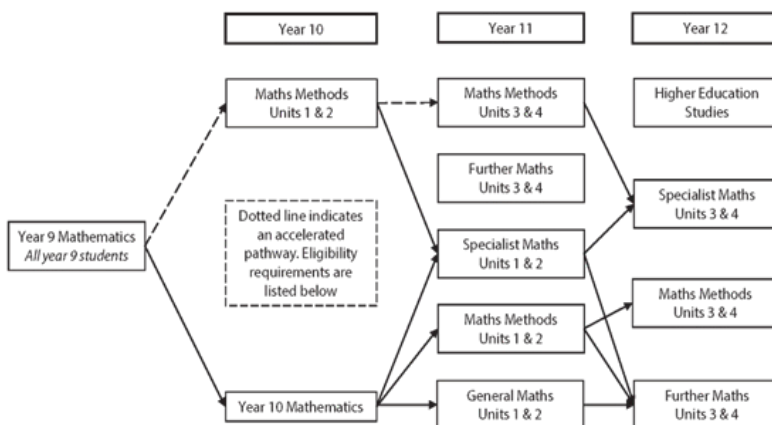 Year 10
Year 11
Year 12
Maths Methods
Units 1 & 2
Maths Methods
Units 3 & 4
Higher Education
Studies
Further Maths
Units 3 & 4
Specialist Maths
Units 3 & 4
Dotted line indicates
an accelerated
pathway. Eligibility
requirements are
listed below
Year 9 Mathematics
All year 9 students
Specialist Maths
Units 1 & 2
Maths Methods
Units 3 & 4
Maths Methods
Units 1 & 2
Year 10 Mathematics
General Maths
Units 1 & 2
Further Maths
Units 3 & 4